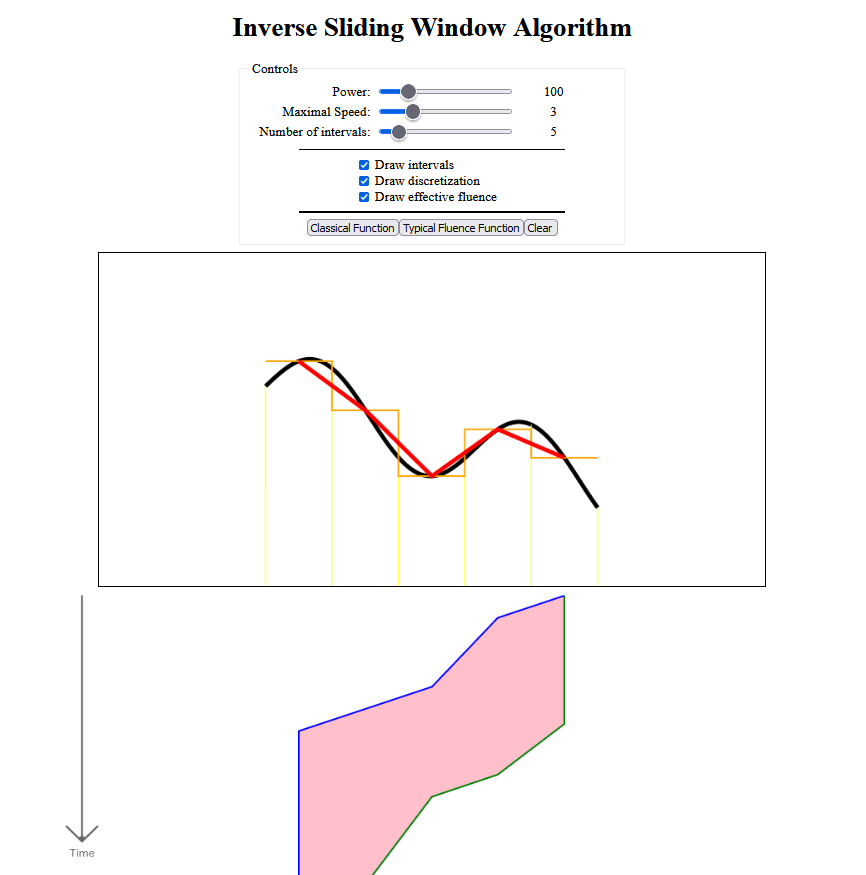 Inverse Sliding Window Algorithm
Controls
Power: 100
Maximal Speed: 3
Number of intervals: 5
Draw intervals
Draw discretization
Draw effective fluence
Classical Function Typical Fluence Function Clear
Time